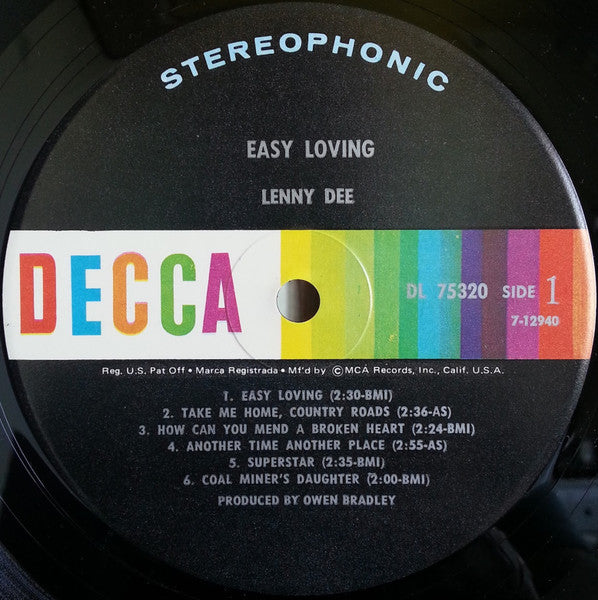 STEREOPHONIC
EASY LOVING
LENNY DEE
DECCA
DL 75320 SIDE 1
7-12940
Reg. U.S. Pat Off • Marca Registrada • Mf'd by ©MCA Records, Inc., Calif. U.S.A.
1. EASY LOVING (2:30-BMI)
2. TAKE ME HOME, COUNTRY ROADS (2:36-AS)
3. HOW CAN YOU MEND A BROKEN HEART (2:24-BMI)
4. ANOTHER TIME ANOTHER PLACE (2:55-AS)
5. SUPERSTAR (2:35-BMI)
6. COAL MINER'S DAUGHTER (2:00-BMI)
PRODUCED BY OWEN BRADLEY